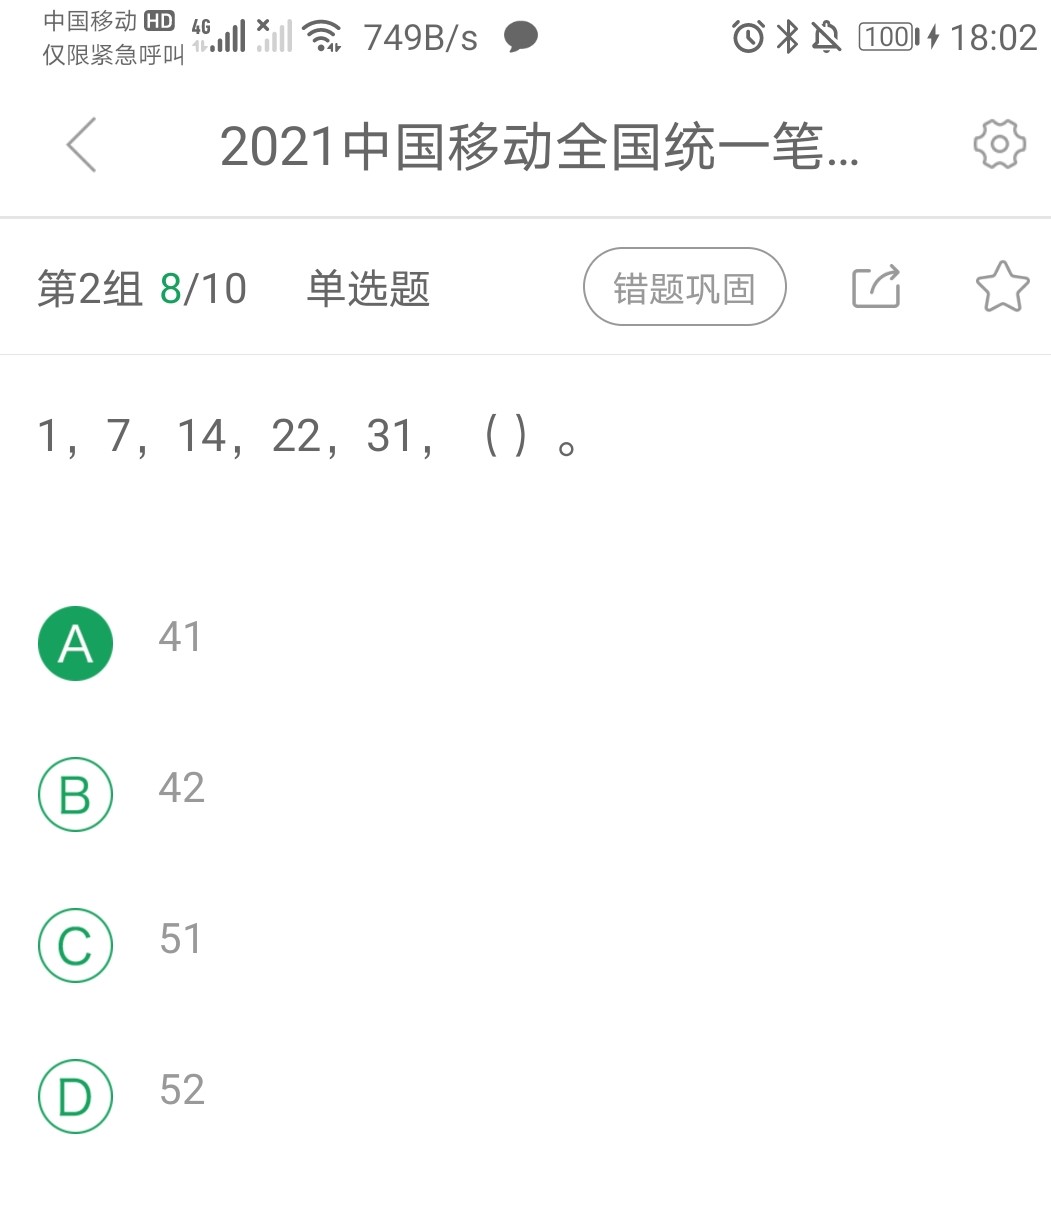 中国移动 HD 4G 749B/s 100 18:02
仅限紧急呼叫
2021中国移动全国统一笔...
第2组 8/10 单选题 错题巩固
1，7，14，22，31，（）。
A 41
B 42
C 51
D 52